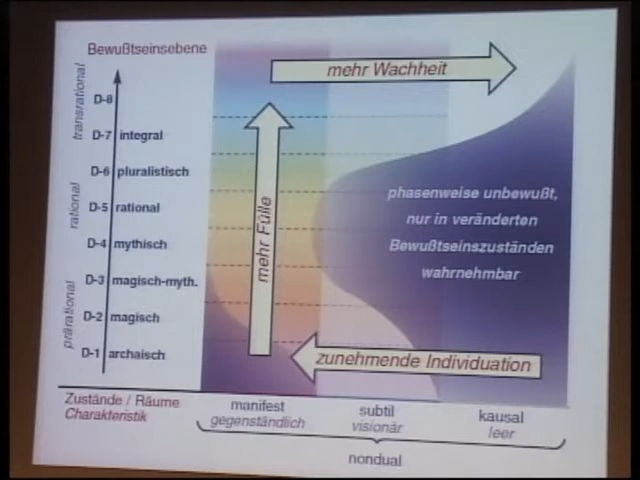 Bewußtseinsebene
mehr Wachheit
transrational
D-8
D-7 integral
D-6 pluralistisch
rational
D-5 rational
D-4 mythisch
prärational
D-3 magisch-myth.
D-2 magisch
D-1 archaisch
mehr Fülle
phasenweise unbewußt,
nur in veränderten
Bewußtseinszuständen
wahrnehmbar
zunehmende Individuation
Zustände / Räume
Charakteristik
manifest
gegenständlich
subtil
visionär
kausal
leer
nondual